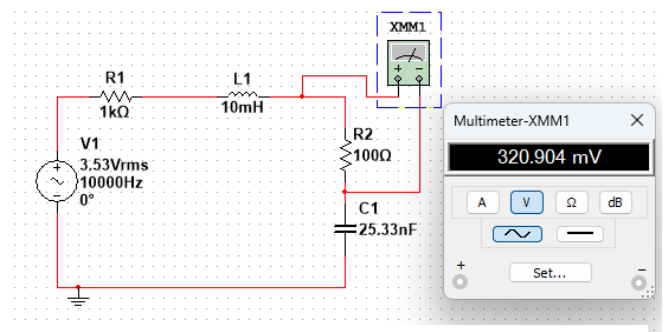 XMM1
R1
1kΩ
L1
10mH
V1
3.53Vrms
10000Hz
0°
R2
100Ω
C1
25.33nF
Multimeter-XMM1
320.904 mV
A V Ω dB
Set...